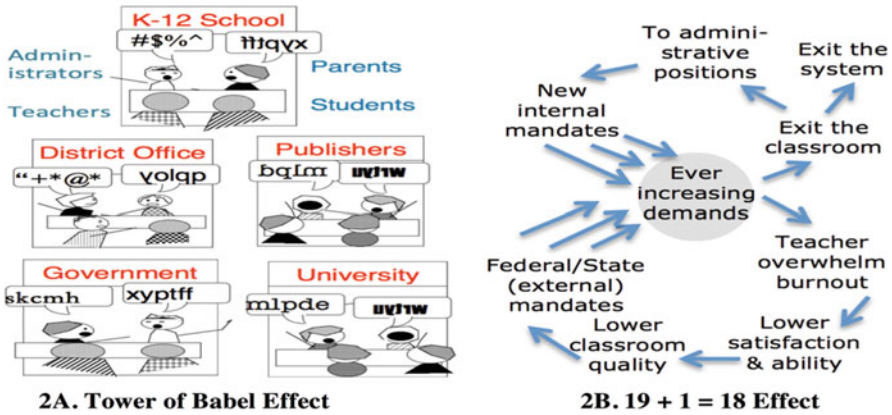 K-12 School
#$%^
Admin-
istrators
Parents
Teachers
Students
District Office
Publishers
“+*@*
Government
University
skcmh
xyptff
mlpde
2A. Tower of Babel Effect
To admini-
strative
positions
Exit the
system
New
internal
mandates
Exit the
classroom
Ever
increasing
demands
Teacher
overwhelm
burnout
Federal/State
(external)
mandates
Lower
classroom
quality
Lower
satisfaction
& ability
2B. 19 + 1 = 18 Effect